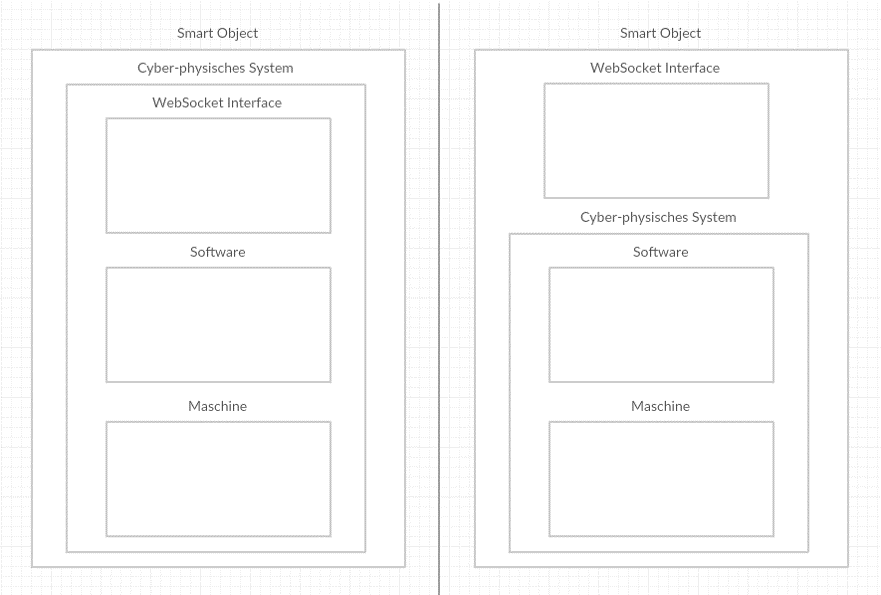 Smart Object
Cyber-physisches System
WebSocket Interface
Software
Maschine
Smart Object
WebSocket Interface
Cyber-physisches System
Software
Maschine